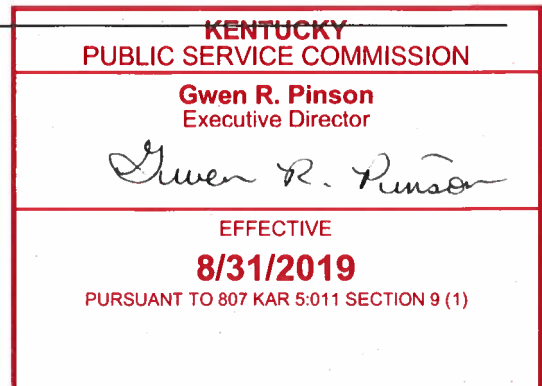 KENTUCKY
PUBLIC SERVICE COMMISSION
Gwen R. Pinson
Executive Director
Gwen R. Pinson
EFFECTIVE
8/31/2019
PURSUANT TO 807 KAR 5:011 SECTION 9 (1)